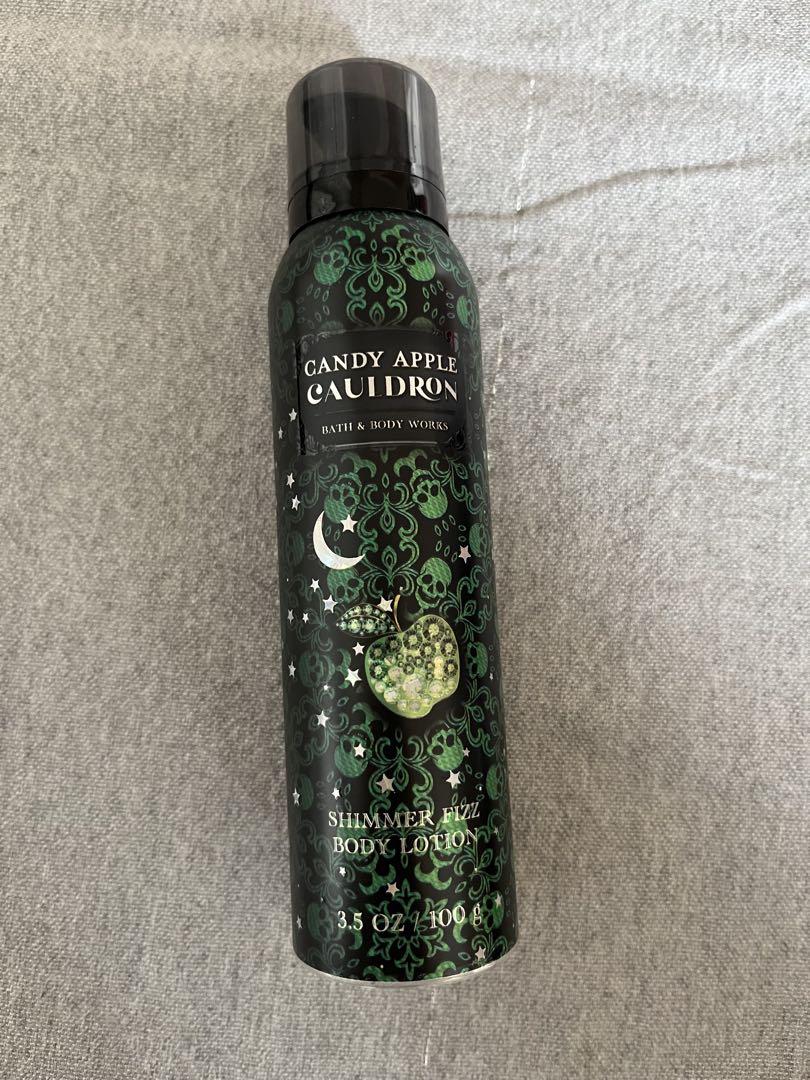 CANDY APPLE
CAULDRON
BATH & BODY WORKS
SHIMMER FIZZ
BODY LOTION
3.5 OZ / 100 g